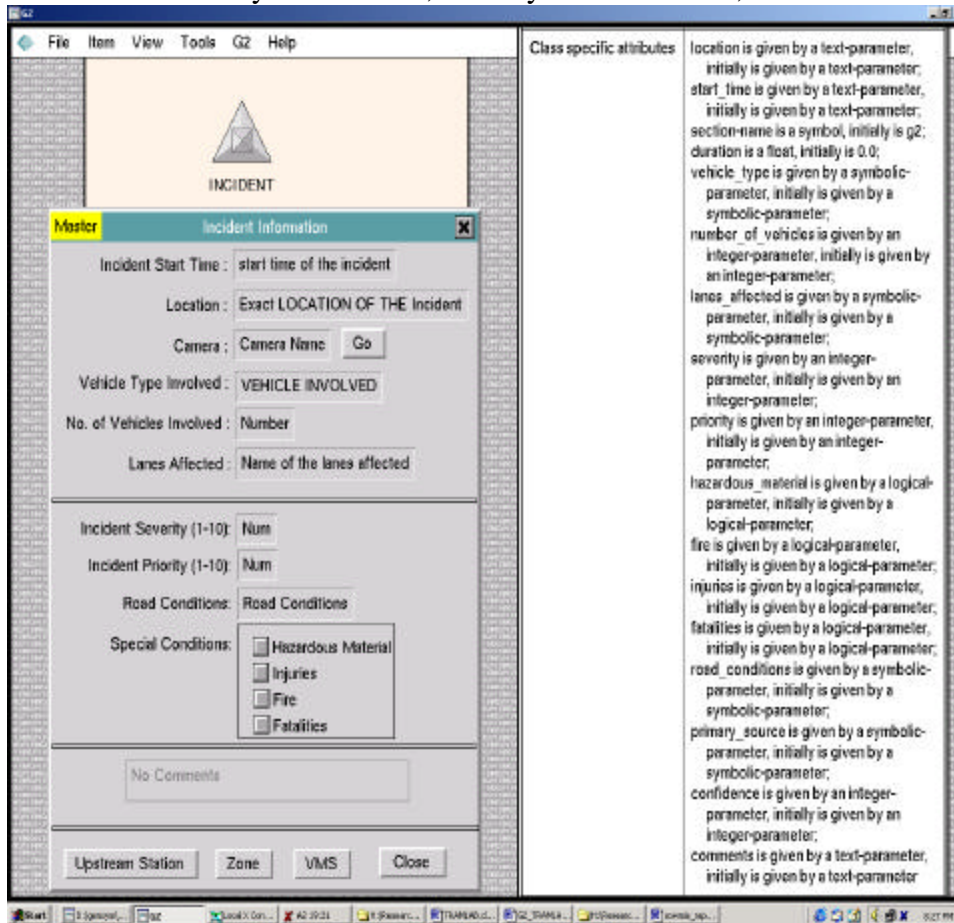 G2
File Item View Tools G2 Help
INCIDENT
Master Incident Information
Incident Start Time : start time of the incident
Location : Exact LOCATION OF THE Incident
Camera : Camera Name Go
Vehicle Type Involved : VEHICLE INVOLVED
No. of Vehicles Involved : Number
Lanes Affected : Name of the lanes affected
Incident Severity (1-10): Num
Incident Priority (1-10): Num
Road Conditions: Road Conditions
Special Conditions:
Hazardous Material
Injuries
Fire
Fatalities
No Comments
Upstream Station Zone VMS Close
Class specific attributes
location is given by a text-parameter,
initially is given by a text-parameter;
start_time is given by a text-parameter,
initially is given by a text-parameter;
section-name is a symbol, initially is g2;
duration is a float, initially is 0.0;
vehicle_type is given by a symbolic-
parameter, initially is given by a
symbolic-parameter;
number_of_vehicles is given by an
integer-parameter, initially is given by
an integer-parameter;
lanes_affected is given by a symbolic-
parameter, initially is given by a
symbolic-parameter;
severity is given by an integer-
parameter, initially is given by an
integer-parameter;
priority is given by an integer-parameter,
initially is given by an integer-
parameter;
hazardous_material is given by a logical-
parameter, initially is given by a
logical-parameter;
fire is given by a logical-parameter,
initially is given by a logical-parameter;
injuries is given by a logical-parameter,
initially is given by a logical-parameter;
fatalities is given by a logical-parameter,
initially is given by a logical-parameter;
road_conditions is given by a symbolic-
parameter, initially is given by a
symbolic-parameter;
primary_source is given by a symbolic-
parameter, initially is given by a
symbolic-parameter;
confidence is given by an integer-
parameter, initially is given by an
integer-parameter;
comments is given by a text-parameter,
initially is given by a text-parameter
Start